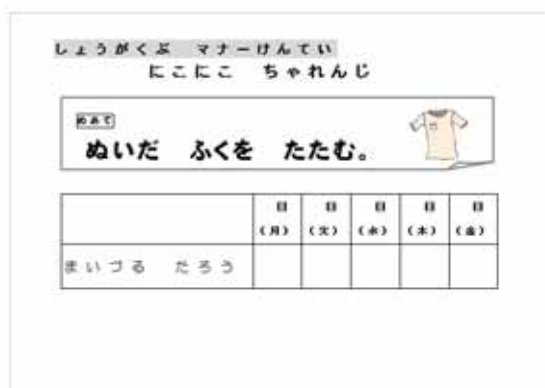 しょうがくぶ　マナーけんてい
にこにこ　ちゃれんじ
めあて
ぬいだ　ふくを　たたむ。
日　日　日　日　日
(月)　(火)　(水)　(木)　(金)
まいづる　たろう